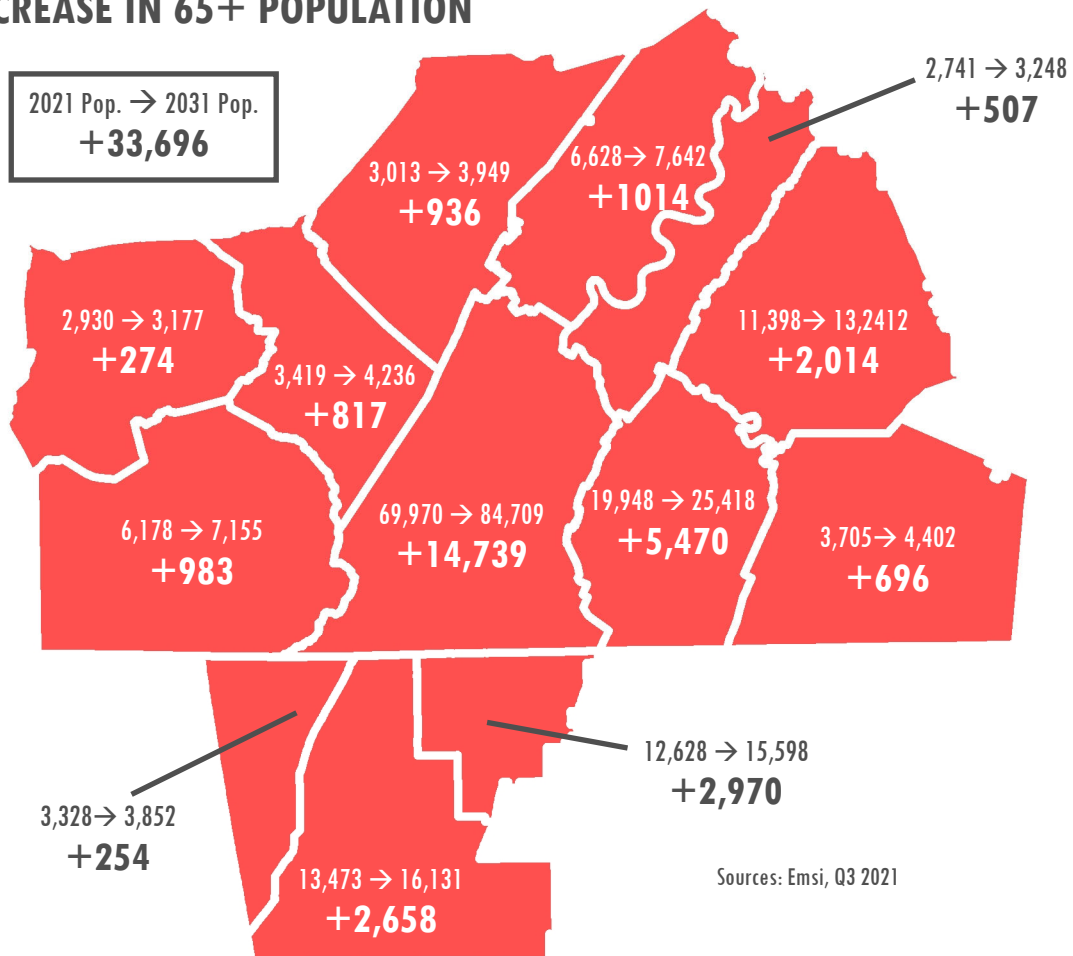 CREASE IN 65+ POPULATION
2021 Pop. → 2031 Pop.
+33,696
2,741 → 3,248
+507
3,013 → 3,949
+936
6,628→ 7,642
+1014
2,930 → 3,177
+274
3,419 → 4,236
+817
11,398→ 13,2412
+2,014
6,178 → 7,155
+983
69,970 → 84,709
+14,739
19,948 → 25,418
+5,470
3,705→ 4,402
+696
3,328→ 3,852
+254
12,628 → 15,598
+2,970
13,473 → 16,131
+2,658
Sources: Emsi, Q3 2021